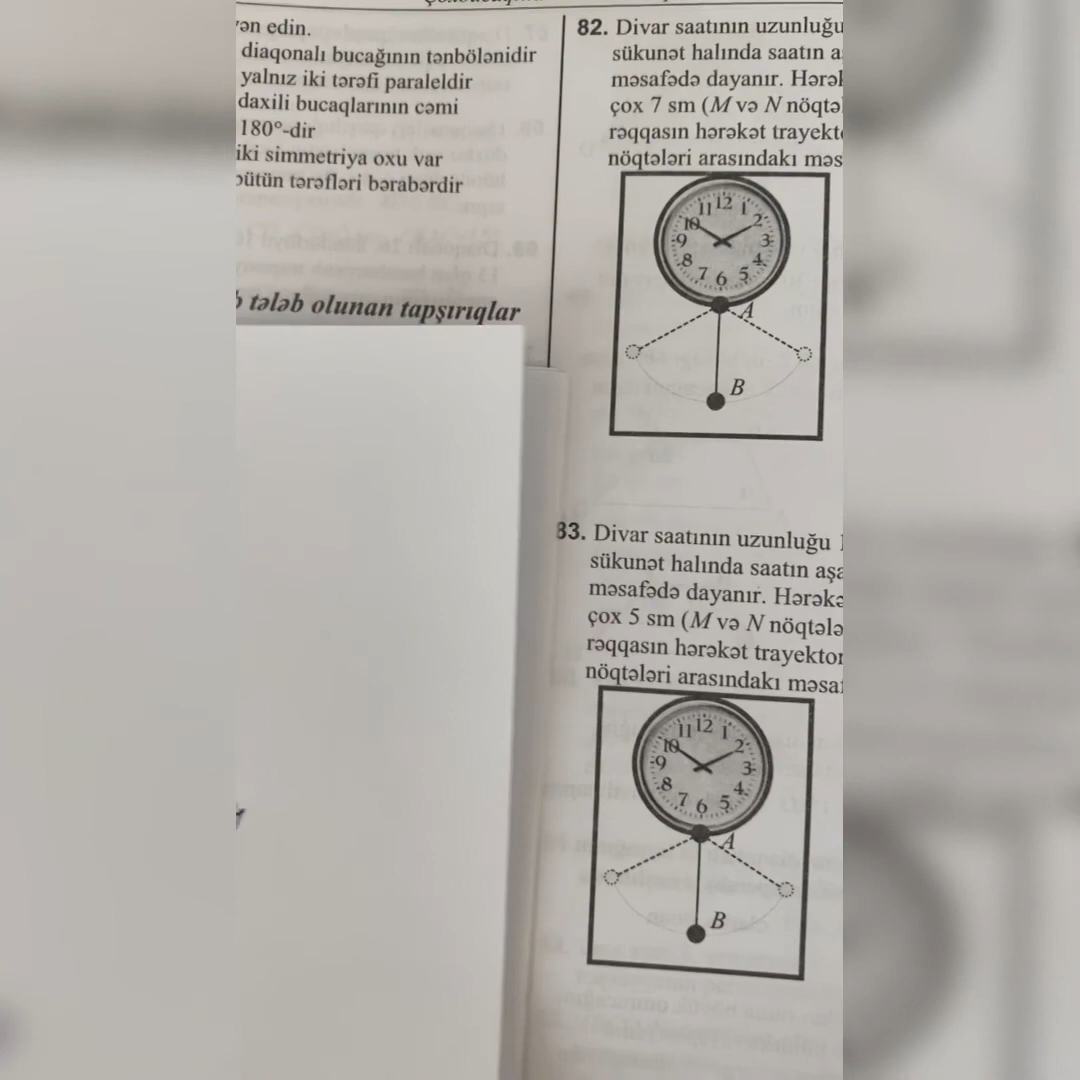 ən edin.
diaqonalı bucağının tənbölənidir
yalnız iki tərəfi paraleldir
daxili bucaqlarının cəmi
180°-dir
iki simmetriya oxu var
bütün tərəfləri bərabərdir
tələb olunan tapşırıqlar
82. Divar saatının uzunluğu
sükunət halında saatın a
məsafədə dayanır. Hərək
çox 7 sm (M və N nöqtə
rəqqasın hərəkət trayekt
nöqtələri arasındakı məs
11 12 1
10 2
9 3
8 4
7 6 5
A
B
83. Divar saatının uzunluğu
sükunət halında saatın aşa
məsafədə dayanır. Hərəkə
çox 5 sm (M və N nöqtələ
rəqqasın hərəkət trayektor
nöqtələri arasındakı məsaf
11 12 1
10 2
9 3
8 4
7 6 5
A
B